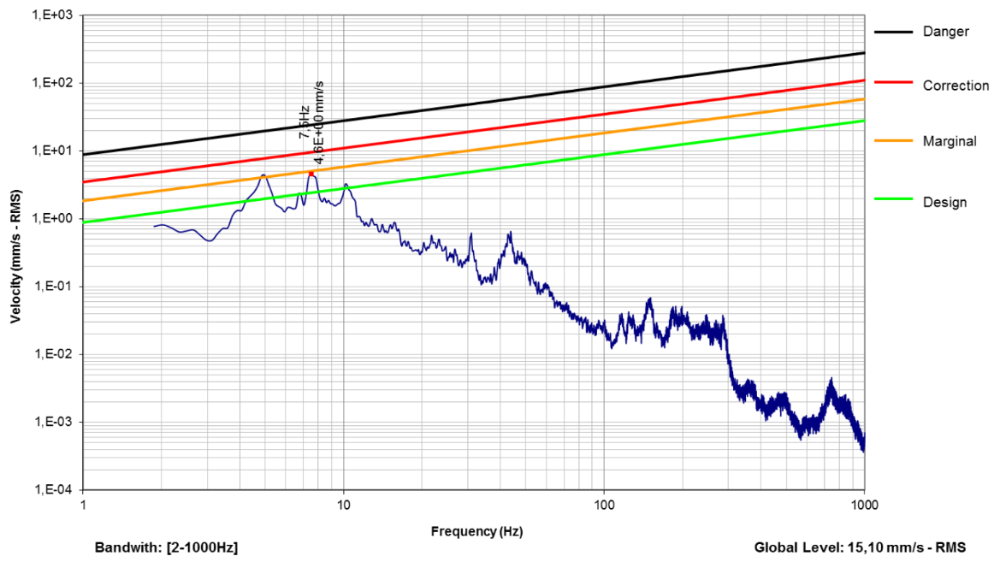 1,E+03
1,E+02
1,E+01
1,E+00
1,E-01
1,E-02
1,E-03
1,E-04
Velocity (mm/s - RMS)
7,5Hz
4,6E+00 mm/s
Danger
Correction
Marginal
Design
1
10
100
1000
Frequency (Hz)
Bandwith: [2-1000Hz]
Global Level: 15,10 mm/s - RMS